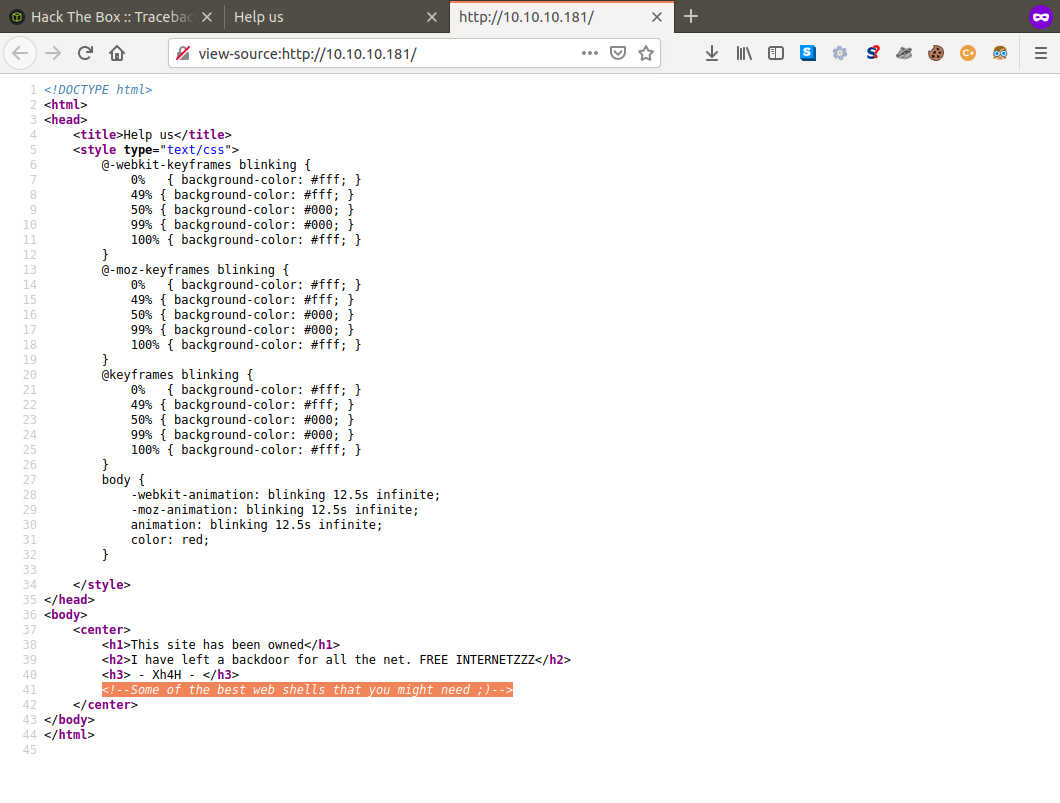 Hack The Box :: Traceback
Help us
http://10.10.10.181/
view-source:http://10.10.10.181/
1 <!DOCTYPE html>
2 <html>
3 <head>
4     <title>Help us</title>
5     <style type="text/css">
6         @-webkit-keyframes blinking {
7             0%   { background-color: #fff; }
8             49% { background-color: #fff; }
9             50% { background-color: #000; }
10             99% { background-color: #000; }
11             100% { background-color: #fff; }
12         }
13         @-moz-keyframes blinking {
14             0%   { background-color: #fff; }
15             49% { background-color: #fff; }
16             50% { background-color: #000; }
17             99% { background-color: #000; }
18             100% { background-color: #fff; }
19         }
20         @keyframes blinking {
21             0%   { background-color: #fff; }
22             49% { background-color: #fff; }
23             50% { background-color: #000; }
24             99% { background-color: #000; }
25             100% { background-color: #fff; }
26         }
27         body {
28             -webkit-animation: blinking 12.5s infinite;
29             -moz-animation: blinking 12.5s infinite;
30             animation: blinking 12.5s infinite;
31             color: red;
32         }
33
34     </style>
35 </head>
36 <body>
37     <center>
38         <h1>This site has been owned</h1>
39         <h2>I have left a backdoor for all the net. FREE INTERNETZZZ</h2>
40         <h3> - Xh4H - </h3>
41         <!--Some of the best web shells that you might need ;)-->
42     </center>
43 </body>
44 </html>
45